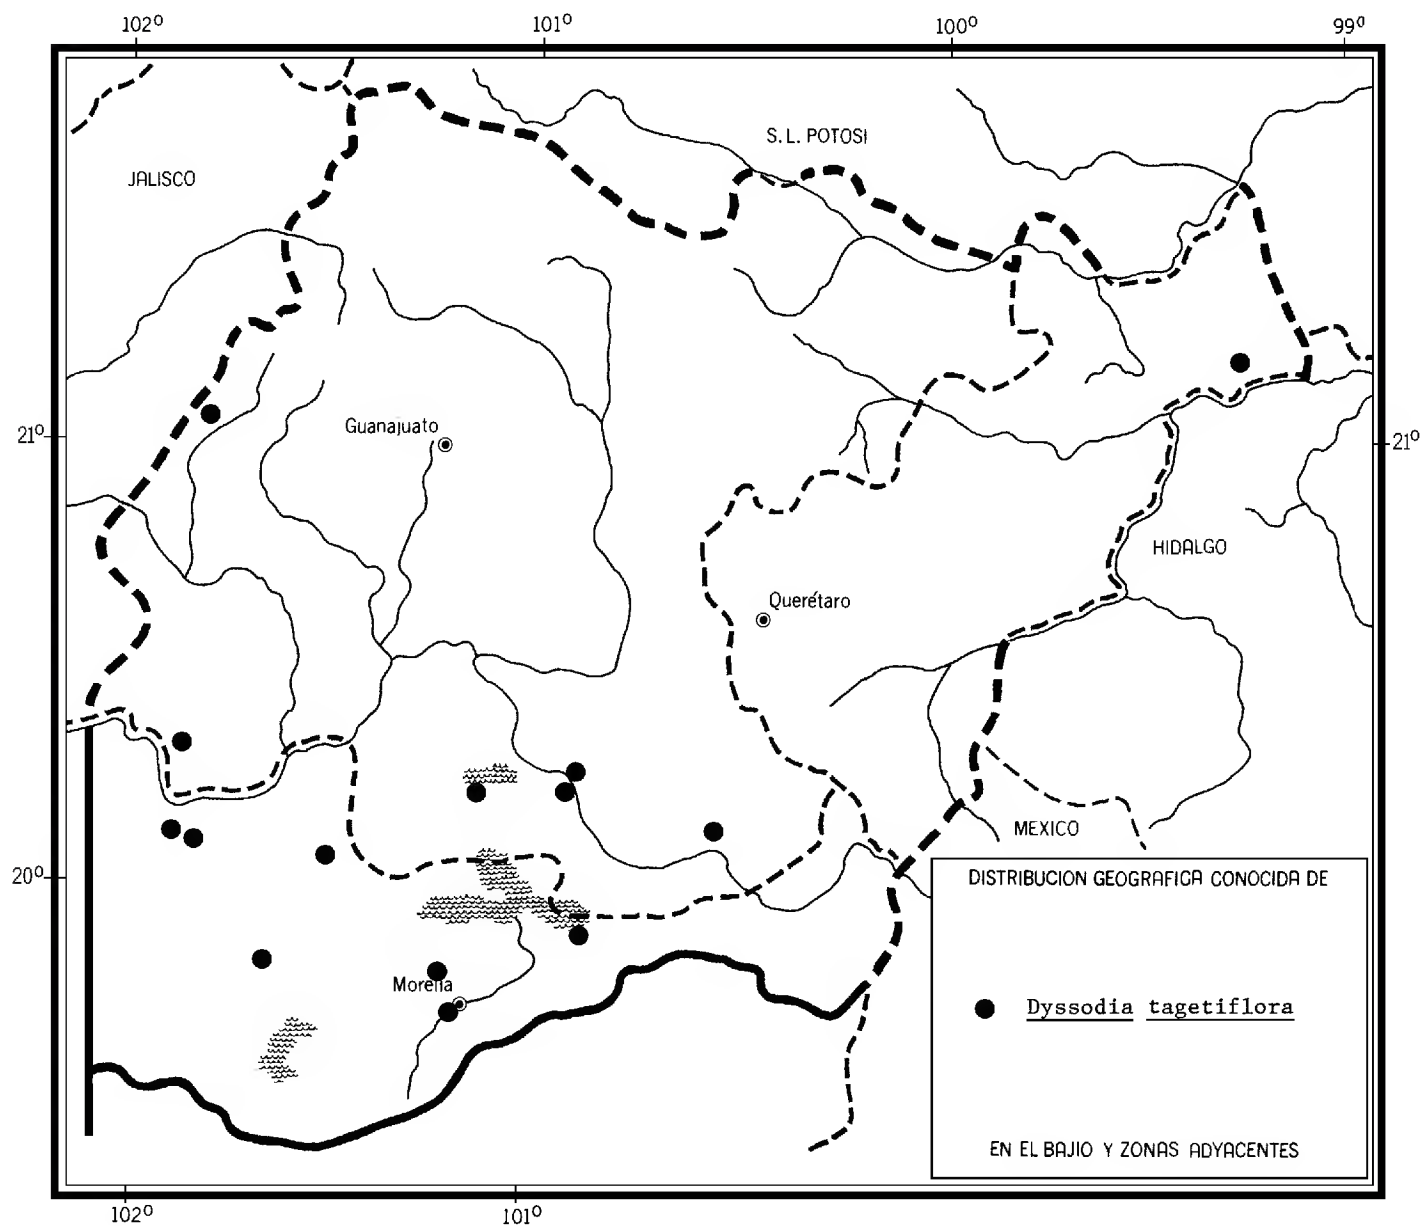 102º 101º 100º 99º
S.L. POTOSI
JALISCO
Guanajuato
21º 21º
HIDALGO
Querétaro
MEXICO
20º
DISTRIBUCION GEOGRAFICA CONOCIDA DE
Morelia
Dyssodia tagetiflora
EN EL BAJIO Y ZONAS ADYACENTES
102º 101º